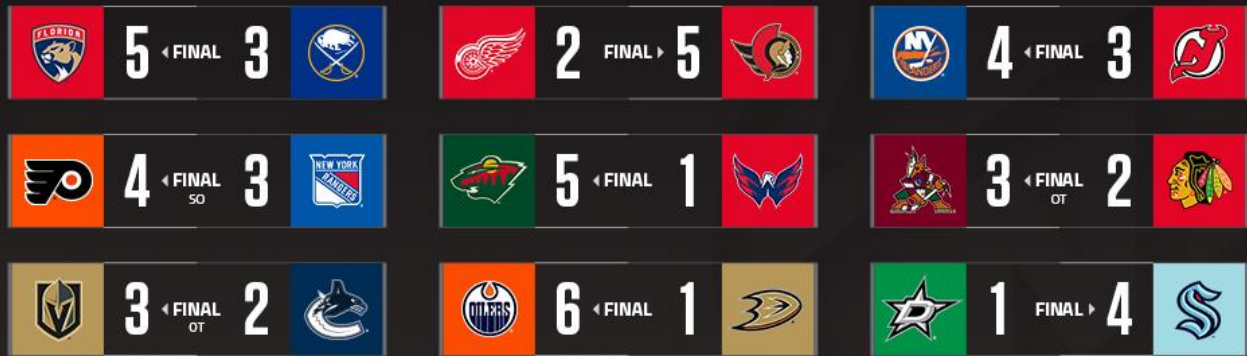 FLORIDA 5 FINAL 3
2 FINAL 5
NY ISLANDERS 4 FINAL 3
4 FINAL SO 3 NEW YORK RANGERS
5 FINAL 1
3 FINAL OT 2
3 FINAL OT 2
OILERS 6 FINAL 1
1 FINAL 4